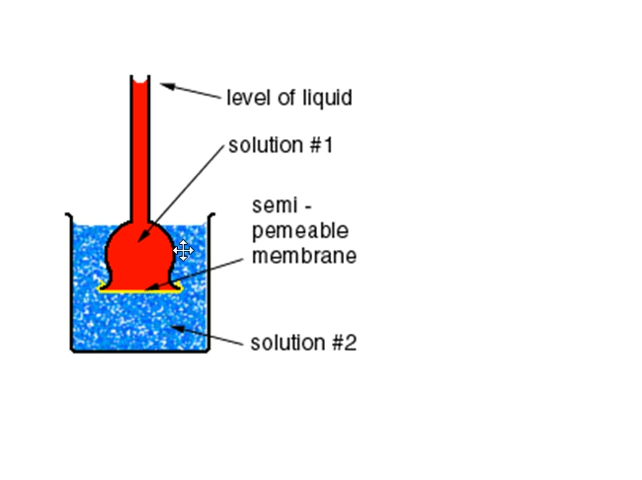 level of liquid
solution #1
semi -
pemeable
membrane
solution #2